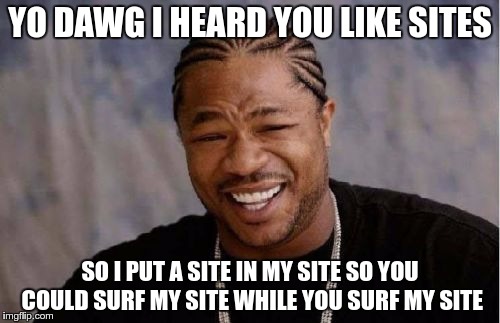 YO DAWG I HEARD YOU LIKE SITES
SO I PUT A SITE IN MY SITE SO YOU
COULD SURF MY SITE WHILE YOU SURF MY SITE
imgflip.com